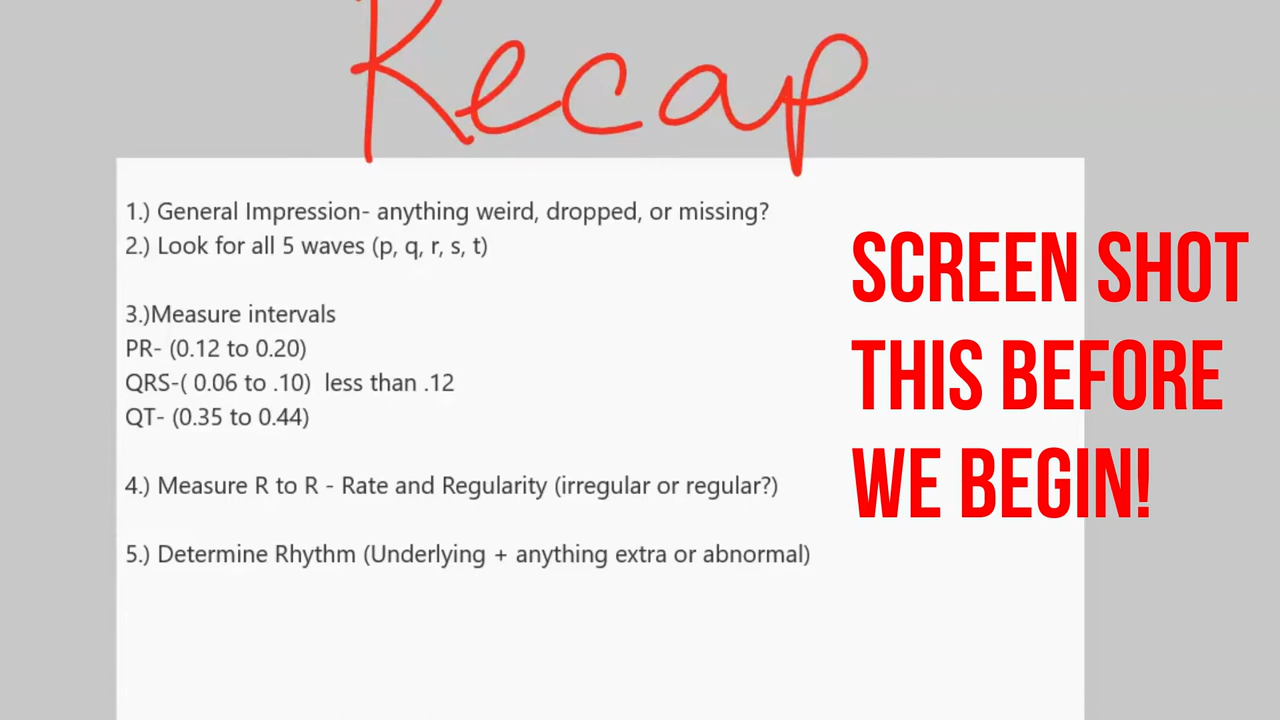 Recap
1.) General Impression- anything weird, dropped, or missing?
2.) Look for all 5 waves (p, q, r, s, t)
3.)Measure intervals
PR- (0.12 to 0.20)
QRS-( 0.06 to .10)  less than .12
QT- (0.35 to 0.44)
4.) Measure R to R - Rate and Regularity (irregular or regular?)
5.) Determine Rhythm (Underlying + anything extra or abnormal)
SCREEN SHOT
THIS BEFORE
WE BEGIN!